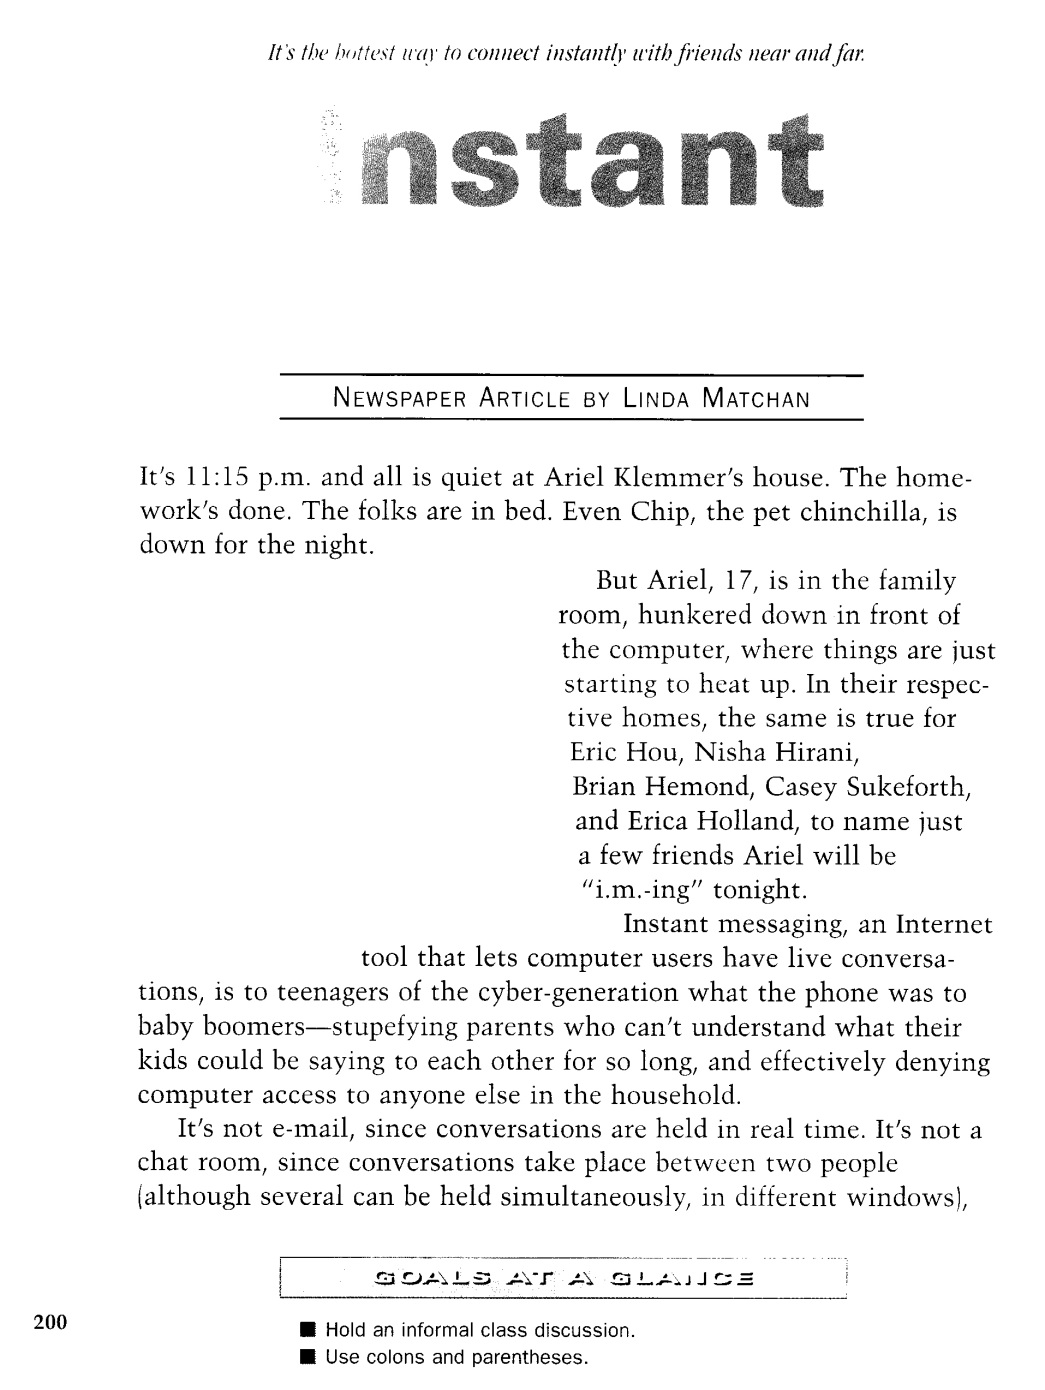 It's the hottest way to connect instantly with friends near and far.
Instant
NEWSPAPER ARTICLE BY LINDA MATCHAN
It's 11:15 p.m. and all is quiet at Ariel Klemmer's house. The home-
work's done. The folks are in bed. Even Chip, the pet chinchilla, is
down for the night.
But Ariel, 17, is in the family
room, hunkered down in front of
the computer, where things are just
starting to heat up. In their respec-
tive homes, the same is true for
Eric Hou, Nisha Hirani,
Brian Hemond, Casey Sukeforth,
and Erica Holland, to name just
a few friends Ariel will be
"i.m.-ing" tonight.
Instant messaging, an Internet
tool that lets computer users have live conversa-
tions, is to teenagers of the cyber-generation what the phone was to
baby boomers—stupefying parents who can't understand what their
kids could be saying to each other for so long, and effectively denying
computer access to anyone else in the household.
It's not e-mail, since conversations are held in real time. It's not a
chat room, since conversations take place between two people
(although several can be held simultaneously, in different windows),
GOALS AT A GLANCE
200
■ Hold an informal class discussion.
■ Use colons and parentheses.